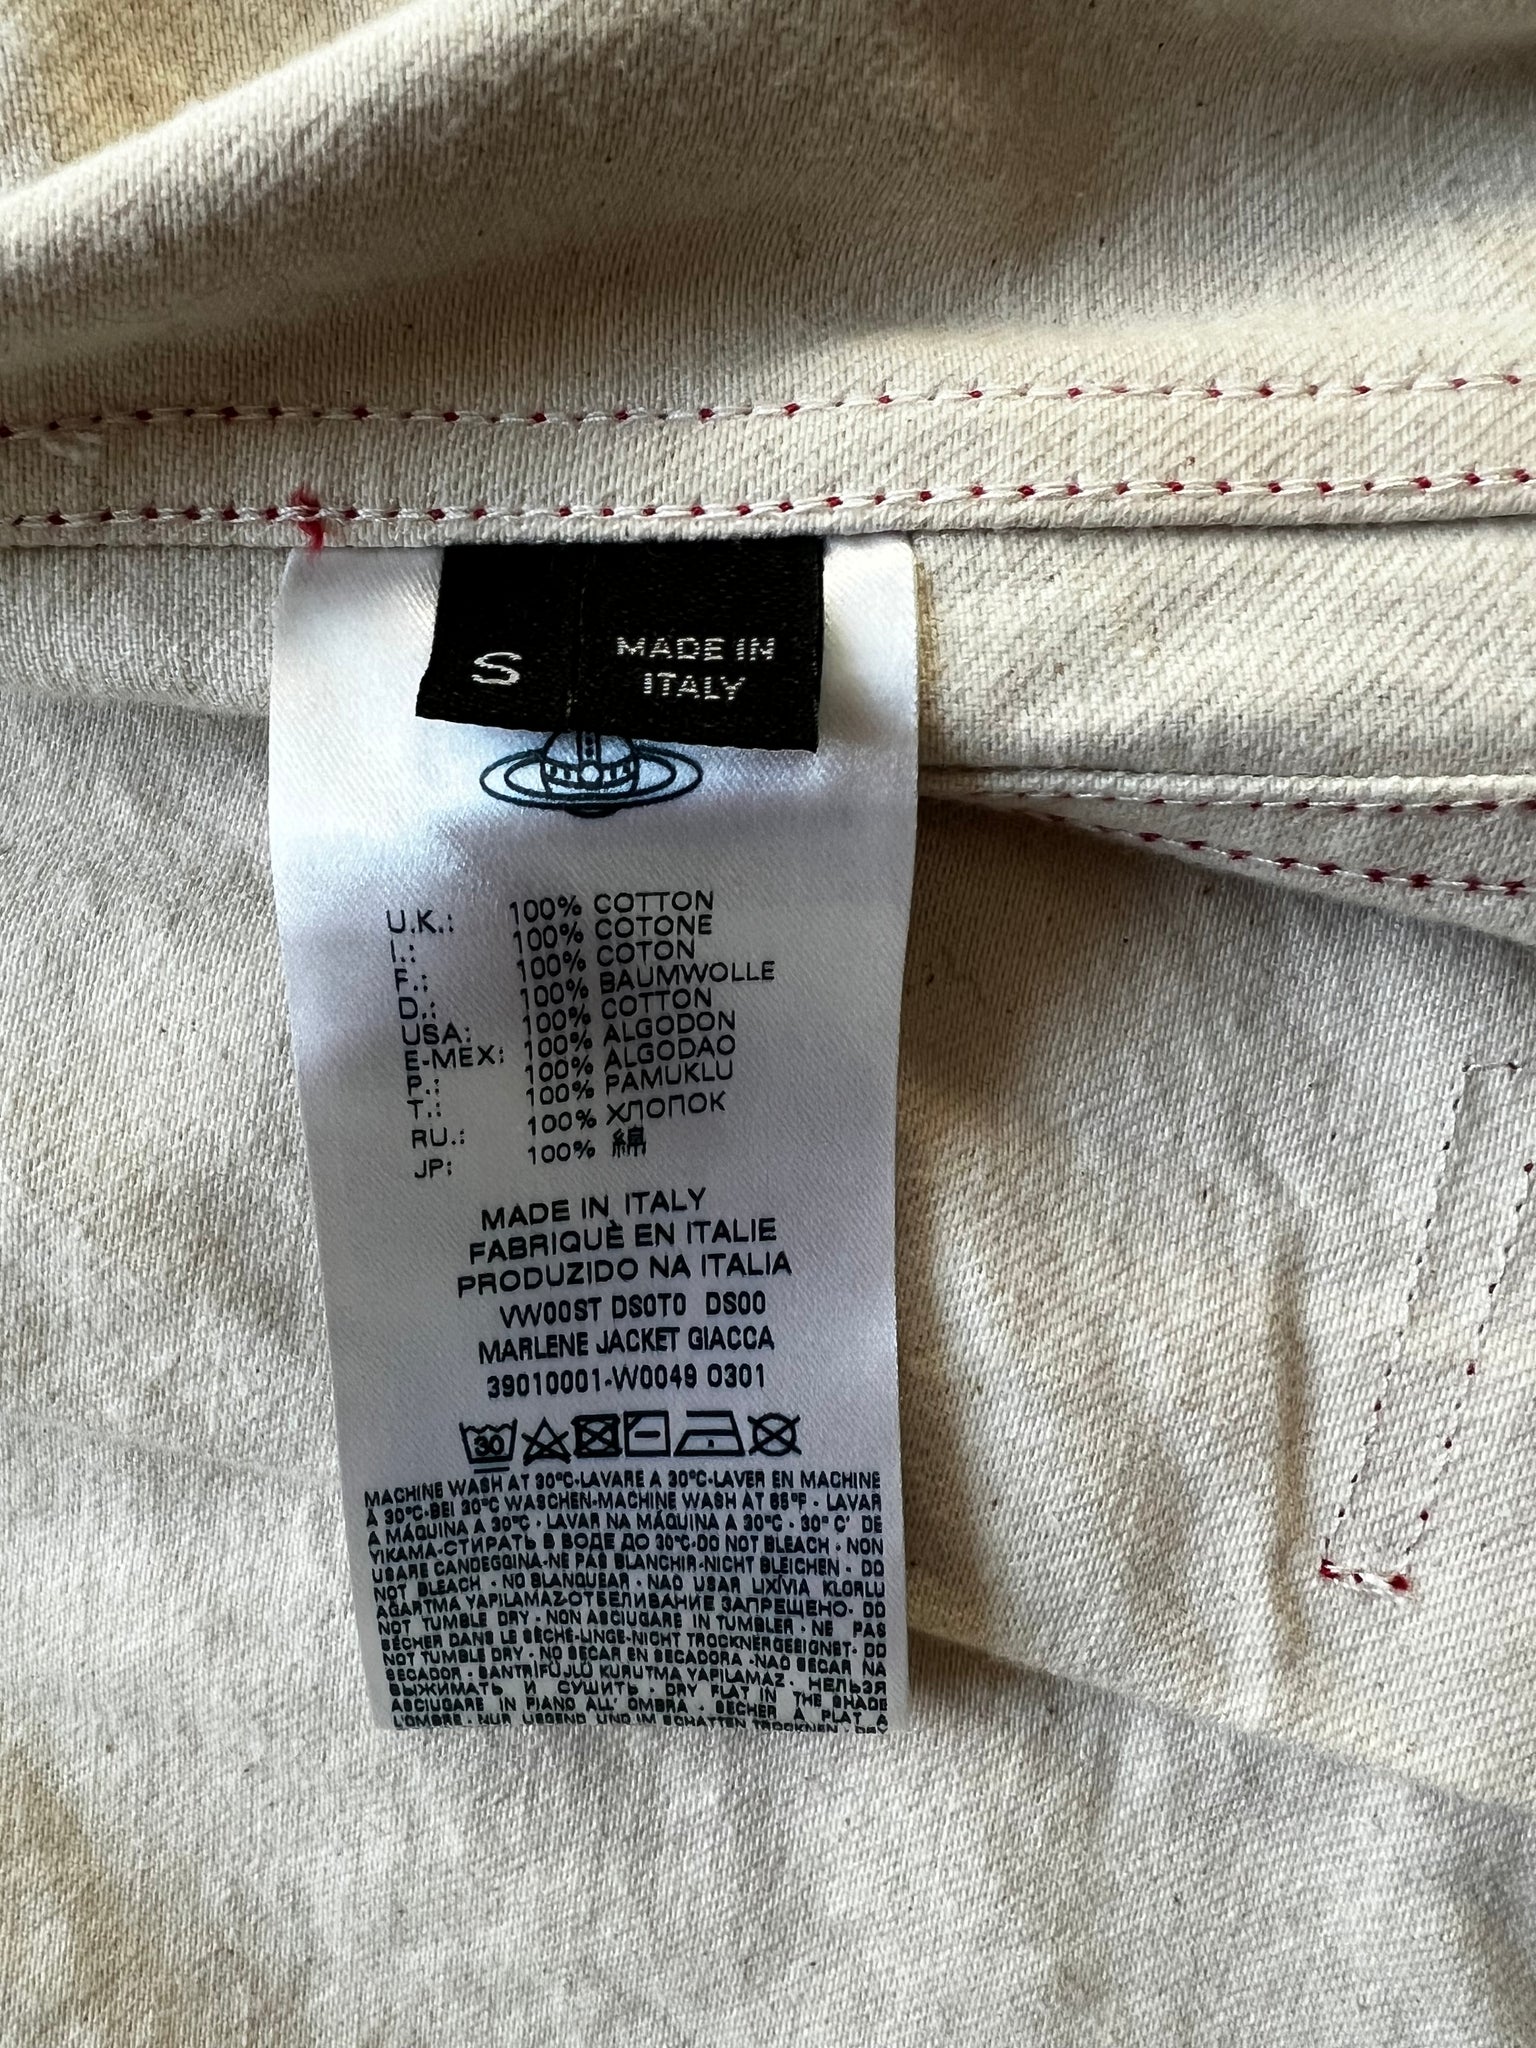 S
MADE IN
ITALY
U.K.: 100% COTTON
I.: 100% COTONE
F.: 100% COTON
D.: 100% BAUMWOLLE
USA: 100% COTTON
E-MEX: 100% ALGODON
P.: 100% ALGODAO
T.: 100% PAMUKLU
RU.: 100% ХЛОПОК
JP: 100% 綿
MADE IN ITALY
FABRIQUÈ EN ITALIE
PRODUZIDO NA ITALIA
VW00ST DS0T0 DS00
MARLENE JACKET GIACCA
39010001-W0049 0301
30
MACHINE WASH AT 30°C-LAVARE A 30°C-LAVER EN MACHINE
À 30°C-BEI 30°C WASCHEN-MACHINE WASH AT 86°F - LAVAR
A MÁQUINA A 30°C - LAVAR NA MÁQUINA A 30°C - 30° C' DE
YIKAMA-СТИРАТЬ В ВОДЕ ДО 30°C-DO NOT BLEACH - NON
USARE CANDEGGINA-NE PAS BLANCHIR-NICHT BLEICHEN - DO
NOT BLEACH - NO BLANQUEAR - NAO USAR LIXÍVIA KLORLU
AĞARTMA YAPILAMAZ-ОТБЕЛИВАНИЕ ЗАПРЕЩЕНО- DO
NOT TUMBLE DRY - NON ASCIUGARE IN TUMBLER - NE PAS
SÈCHER DANS LE SÈCHE-LINGE-NICHT TROCKNERGEEIGNET- DO
NOT TUMBLE DRY - NO SECAR EN SECADORA -NAO SECAR NA
SECADOR - SANTRİFÜJLÜ KURUTMA YAPILAMAZ - НЕЛЬЗЯ
ВЫЖИМАТЬ И СУШИТЬ - DRY FLAT IN THE SHADE
ASCIUGARE IN PIANO ALL' OMBRA - SÈCHER À PLAT A
L'OMBRE - NUR LIEGEND UND IM SCHATTEN TROCKNEN - DRY